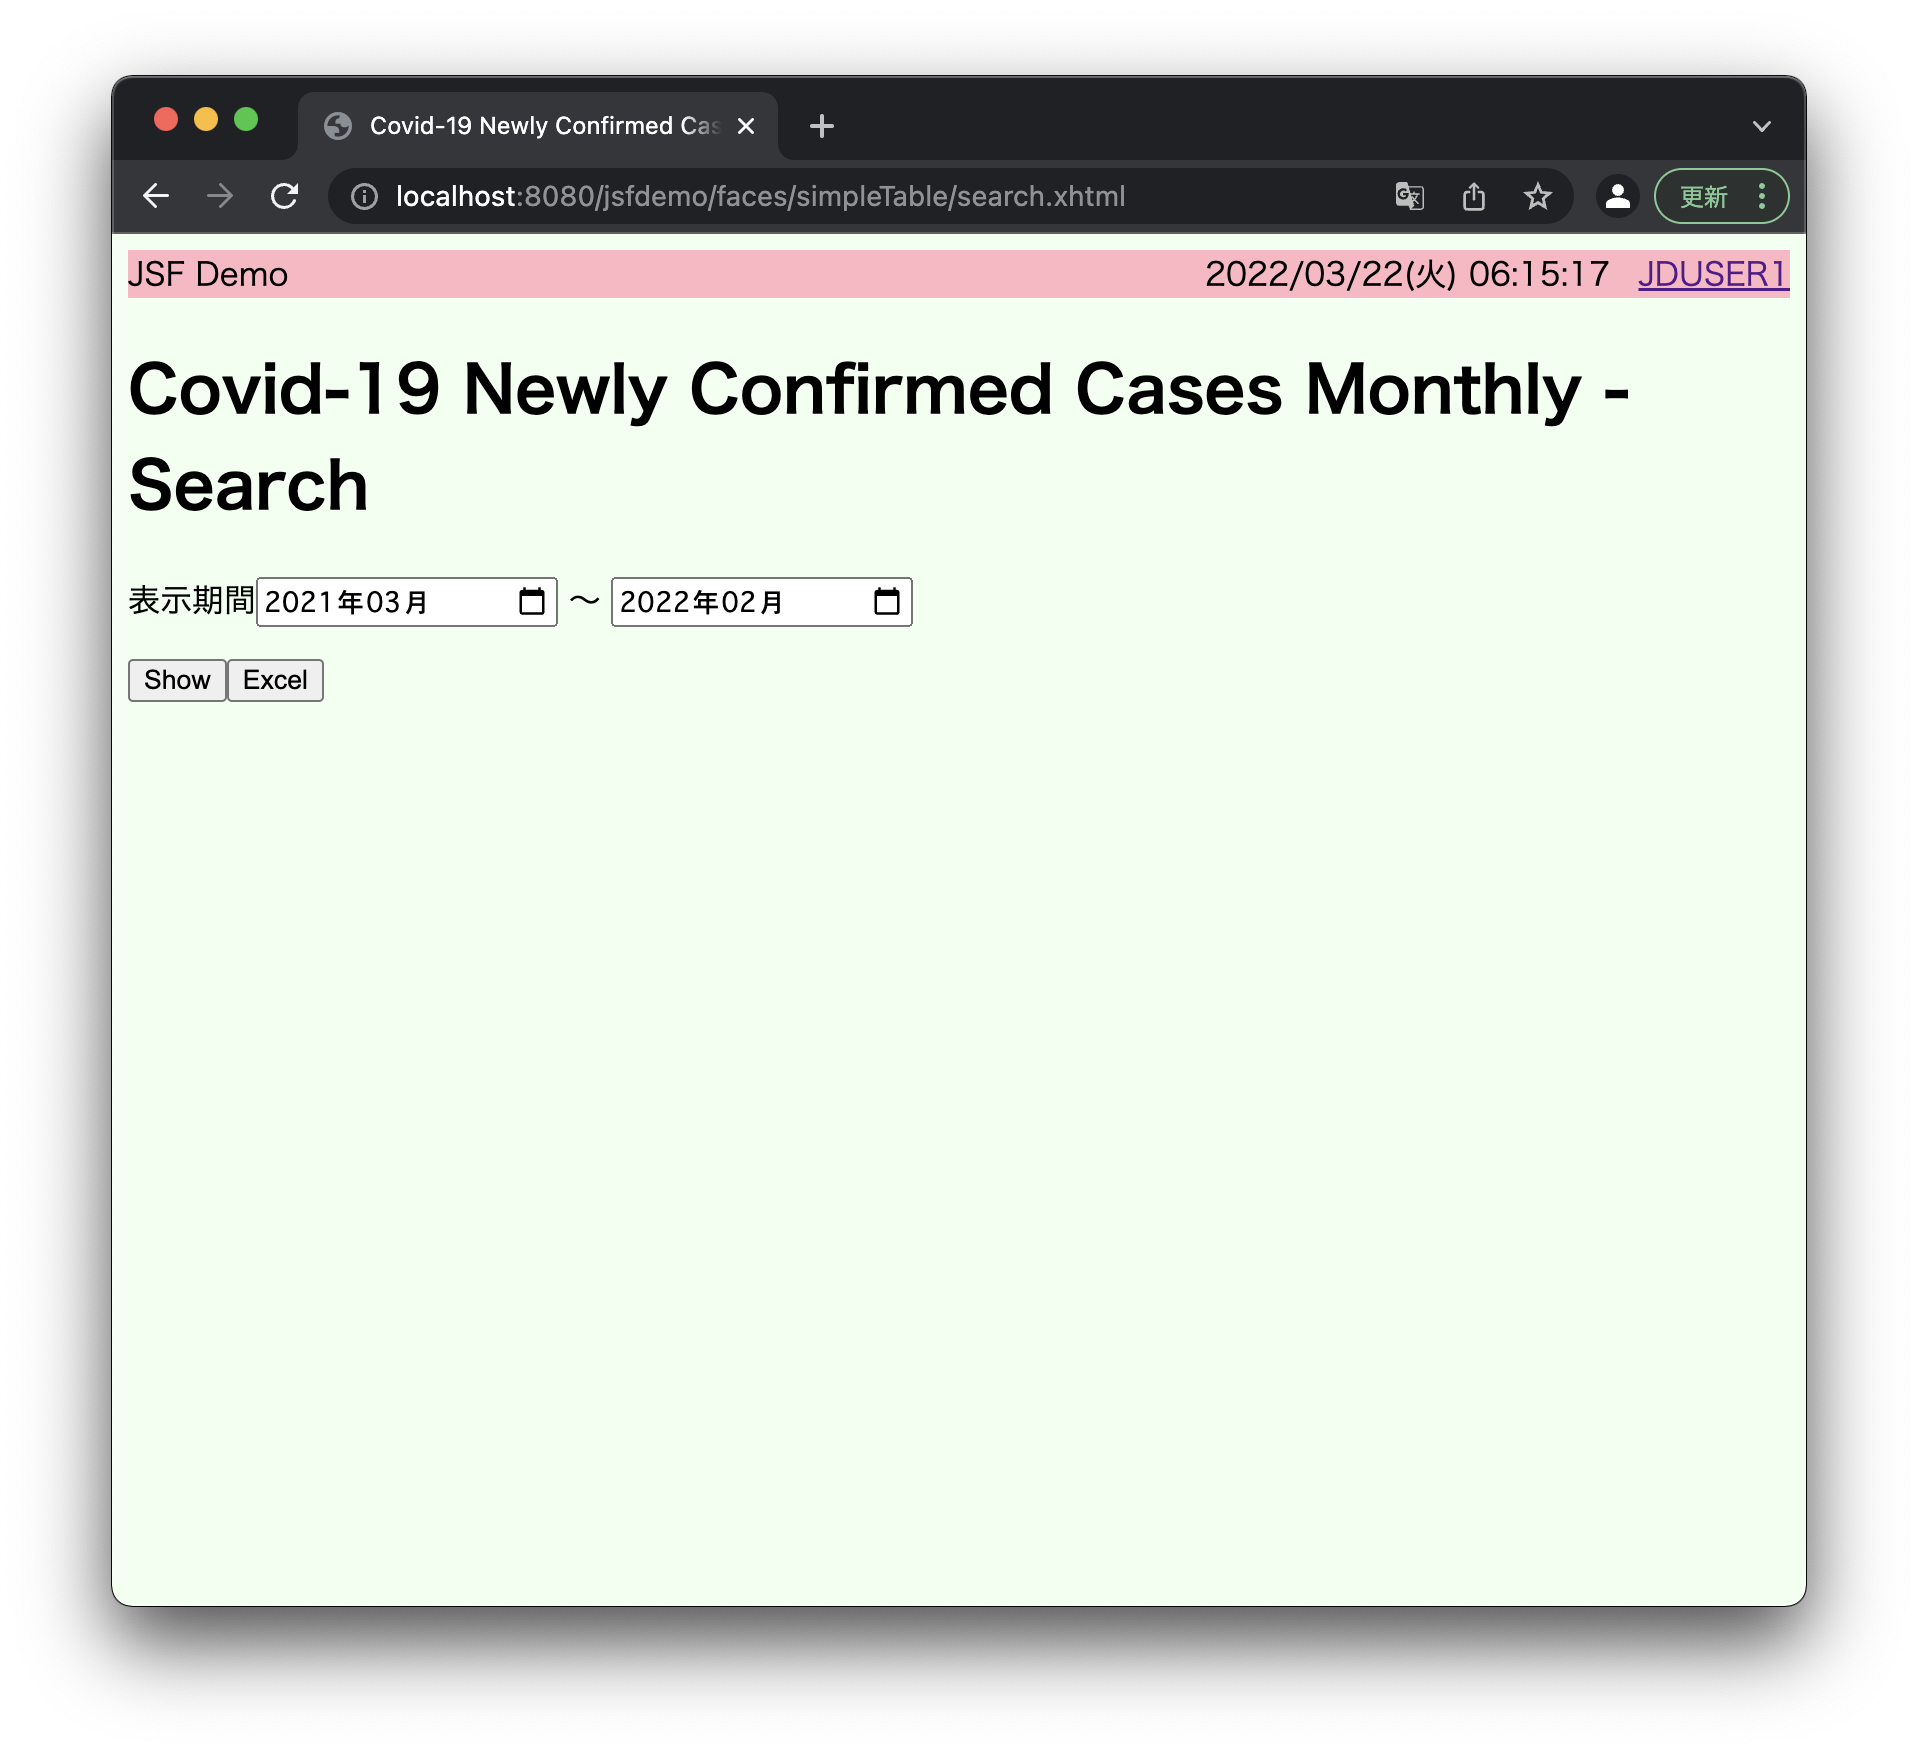 Covid-19 Newly Confirmed Cas
localhost:8080/jsfdemo/faces/simpleTable/search.xhtml
更新
JSF Demo 2022/03/22(火) 06:15:17 JDUSER1
Covid-19 Newly Confirmed Cases Monthly -
Search
表示期間 2021年03月 ～ 2022年02月
Show Excel